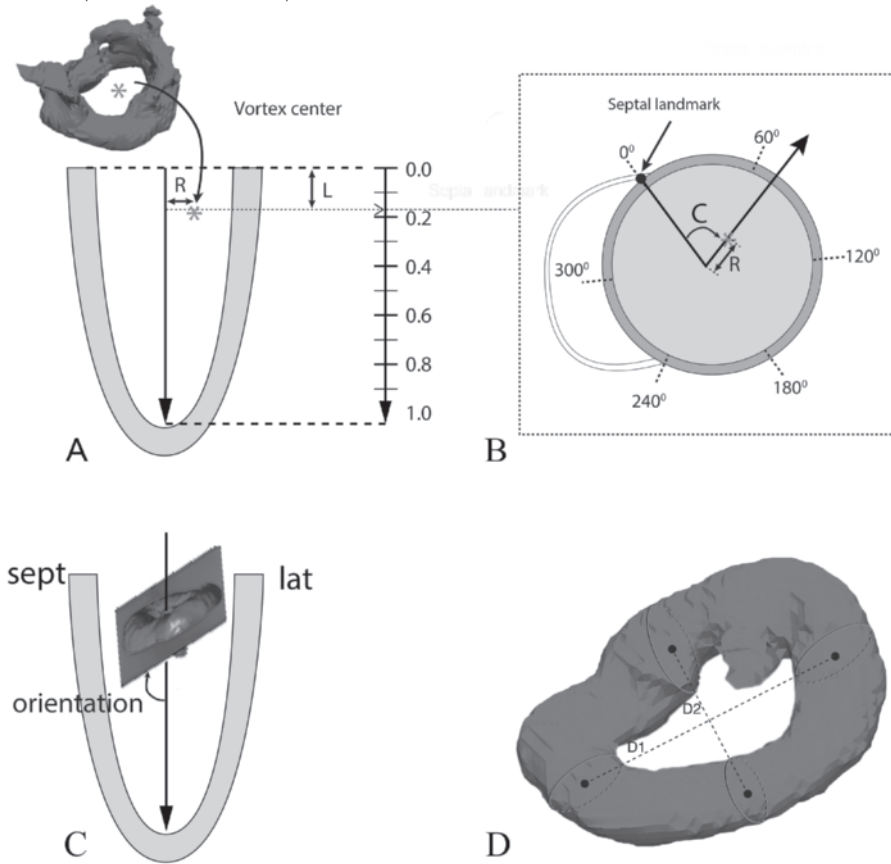 Vortex center
R
L
0.0
0.2
0.4
0.6
0.8
1.0
A
Septal landmark
0⁰
60⁰
120⁰
180⁰
240⁰
300⁰
C
R
B
sept
lat
orientation
C
D1
D2
D